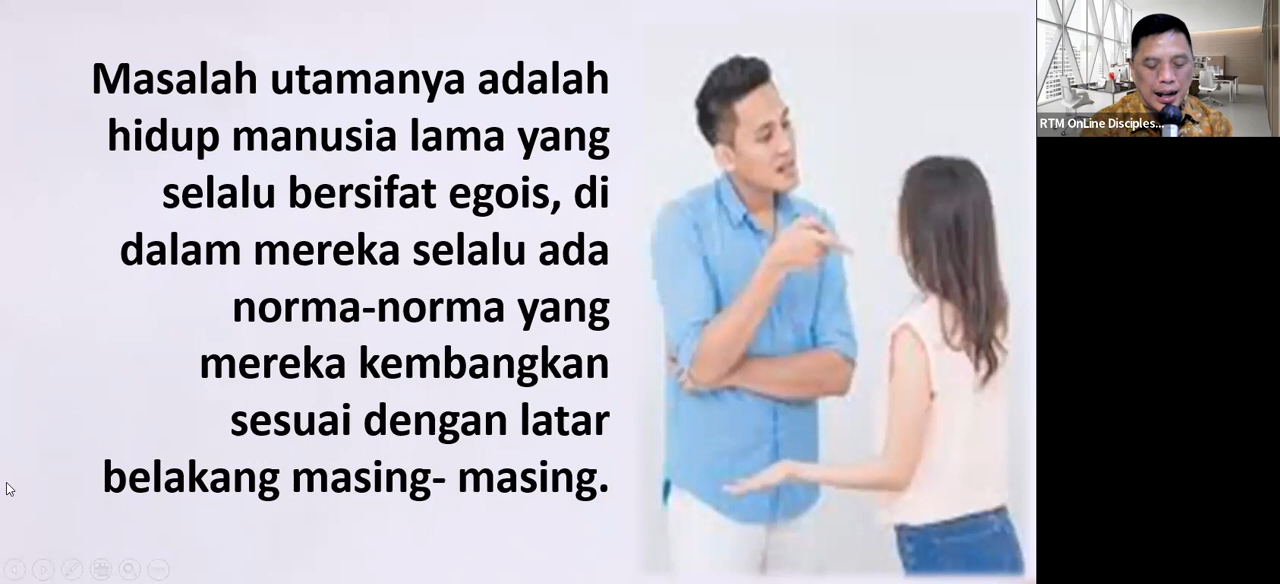 Masalah utamanya adalah
hidup manusia lama yang
selalu bersifat egois, di
dalam mereka selalu ada
norma-norma yang
mereka kembangkan
sesuai dengan latar
belakang masing- masing.
RTM OnLine Disciples...